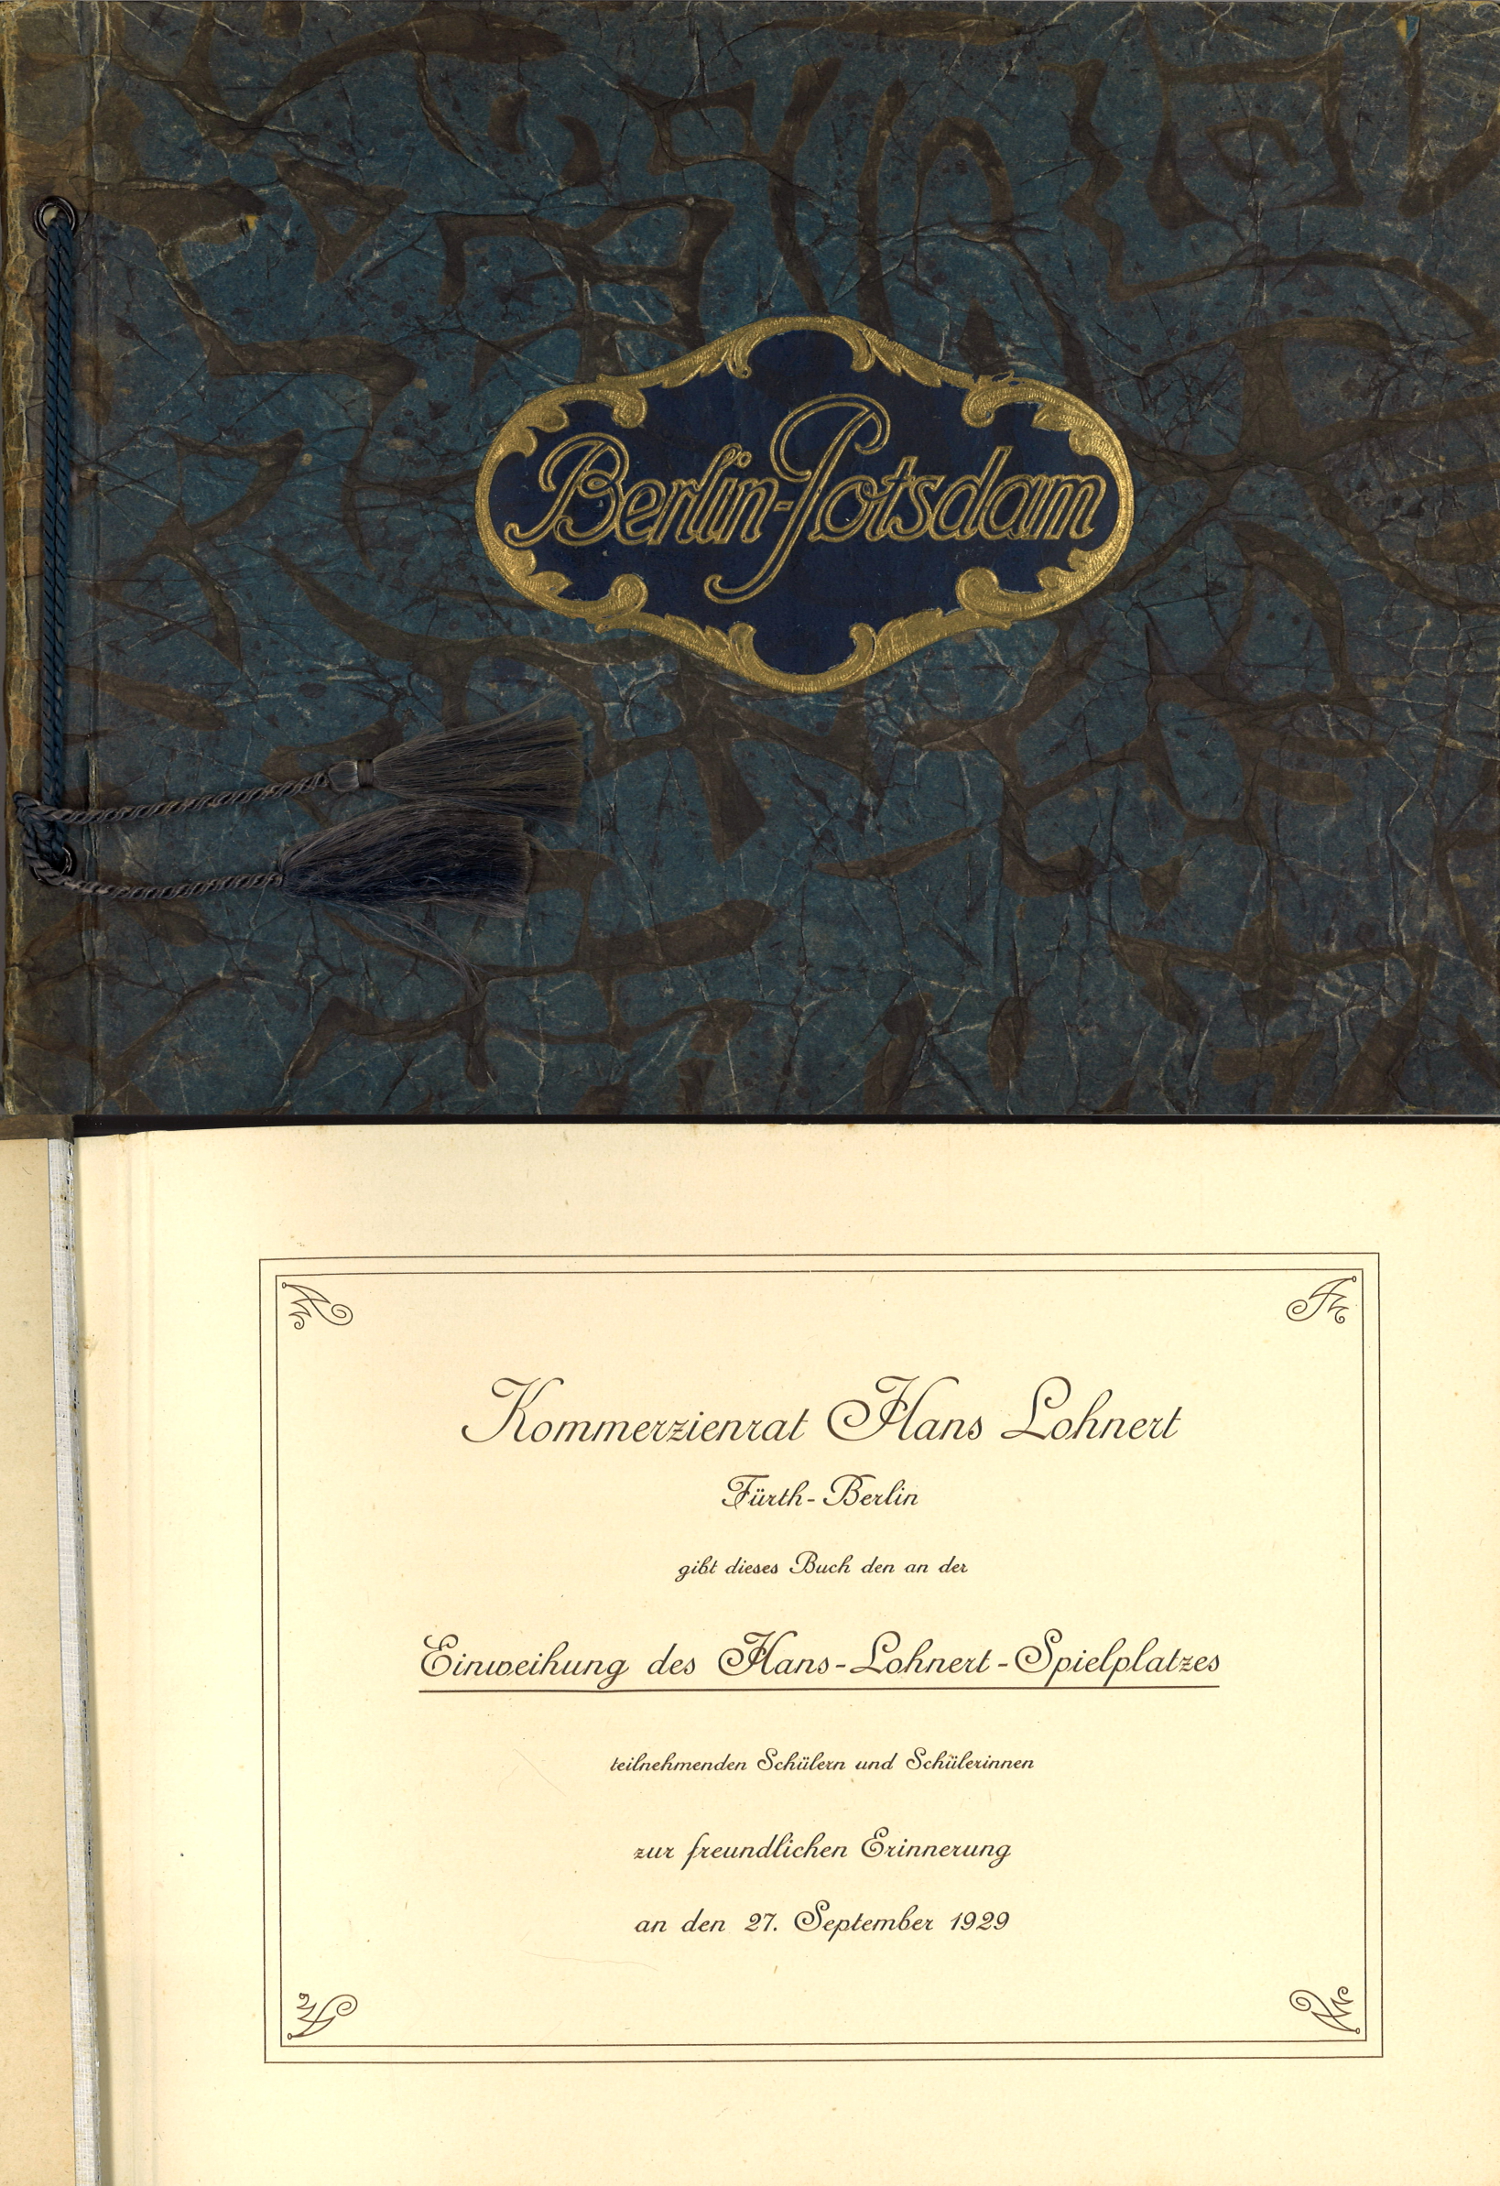 Berlin-Potsdam
Kommerzienrat Hans Lohnert
Fürth-Berlin
gibt dieses Buch den an der
Einweihung des Hans-Lohnert-Spielplatzes
teilnehmenden Schülern und Schülerinnen
zur freundlichen Erinnerung
an den 27. September 1929